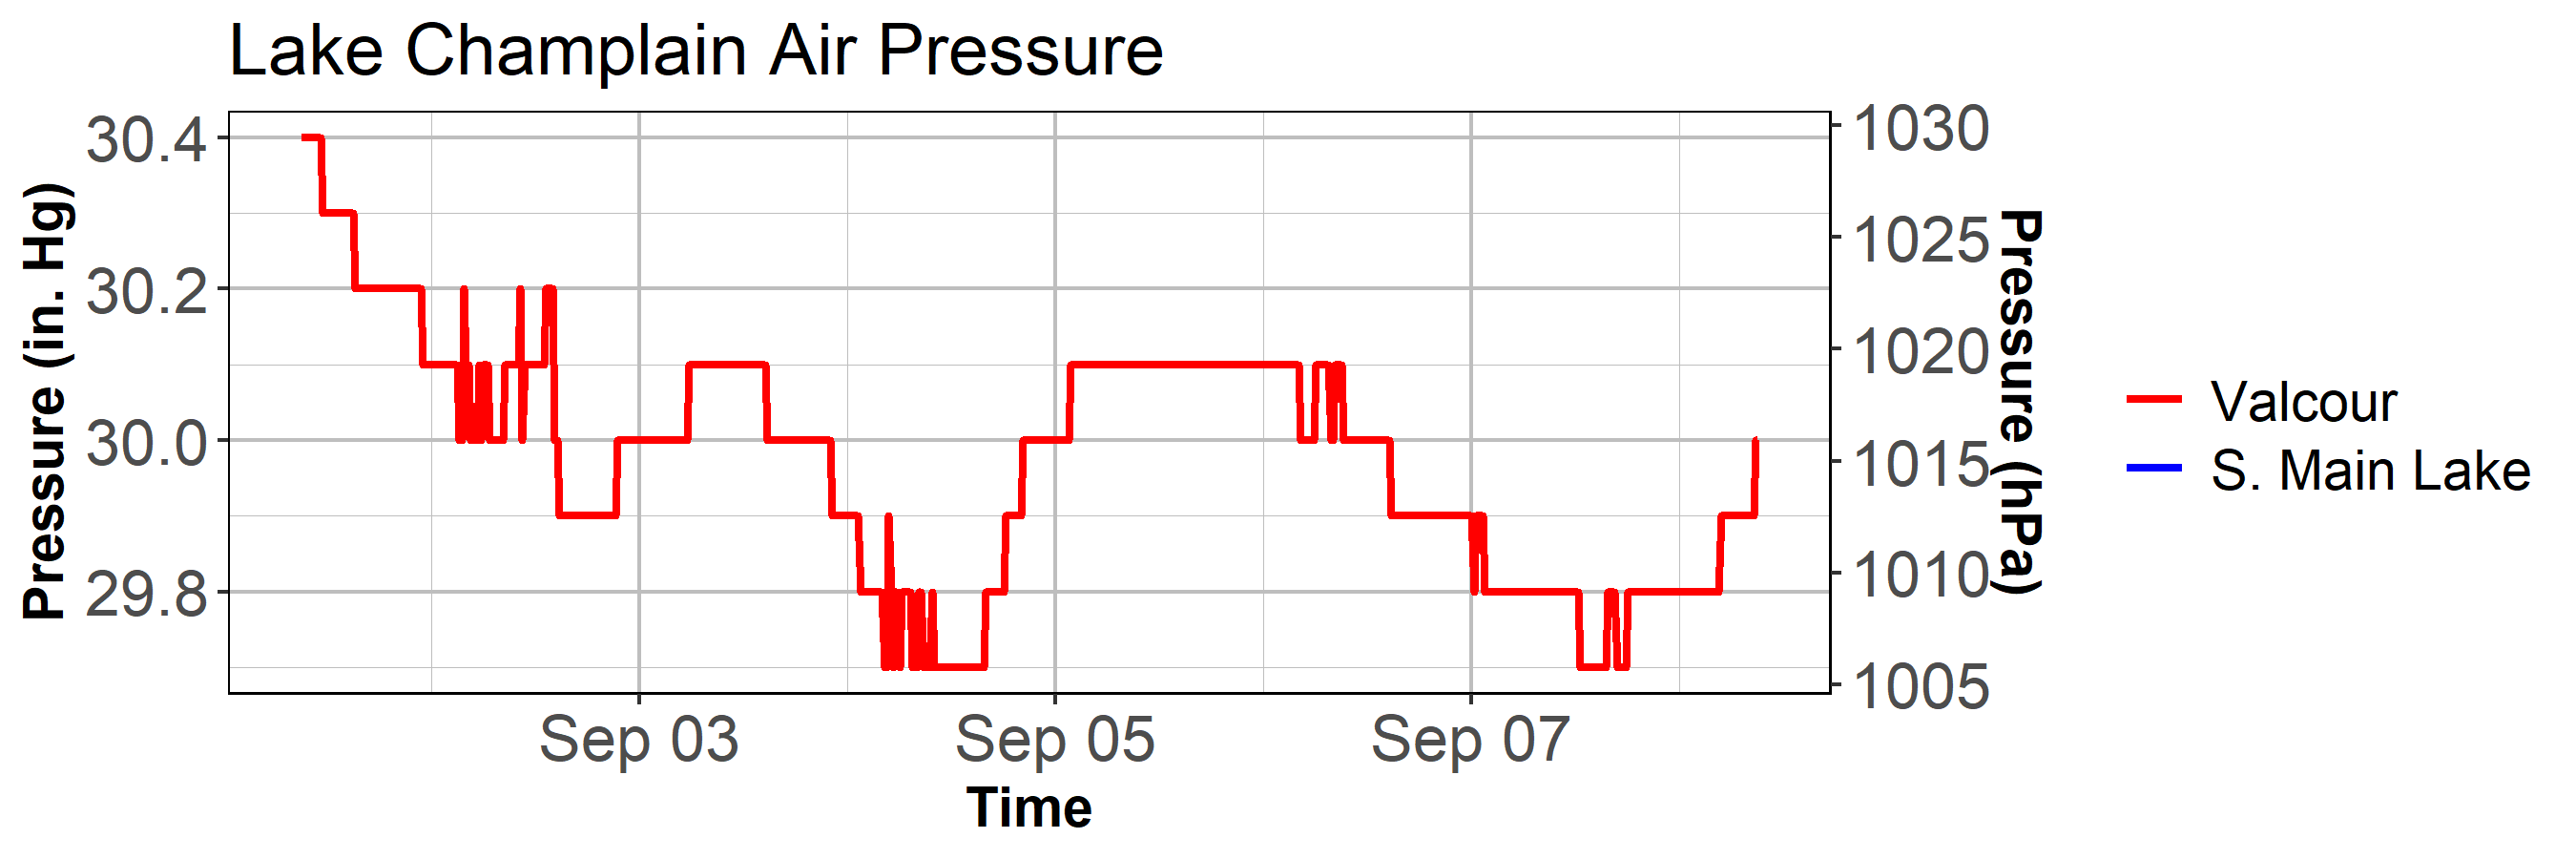 Lake Champlain Air Pressure
Pressure (in. Hg)
30.4
30.2
30.0
29.8
1030
1025
1020
1015
1010
1005
Pressure (hPa)
Sep 03
Sep 05
Sep 07
Time
Valcour
S. Main Lake